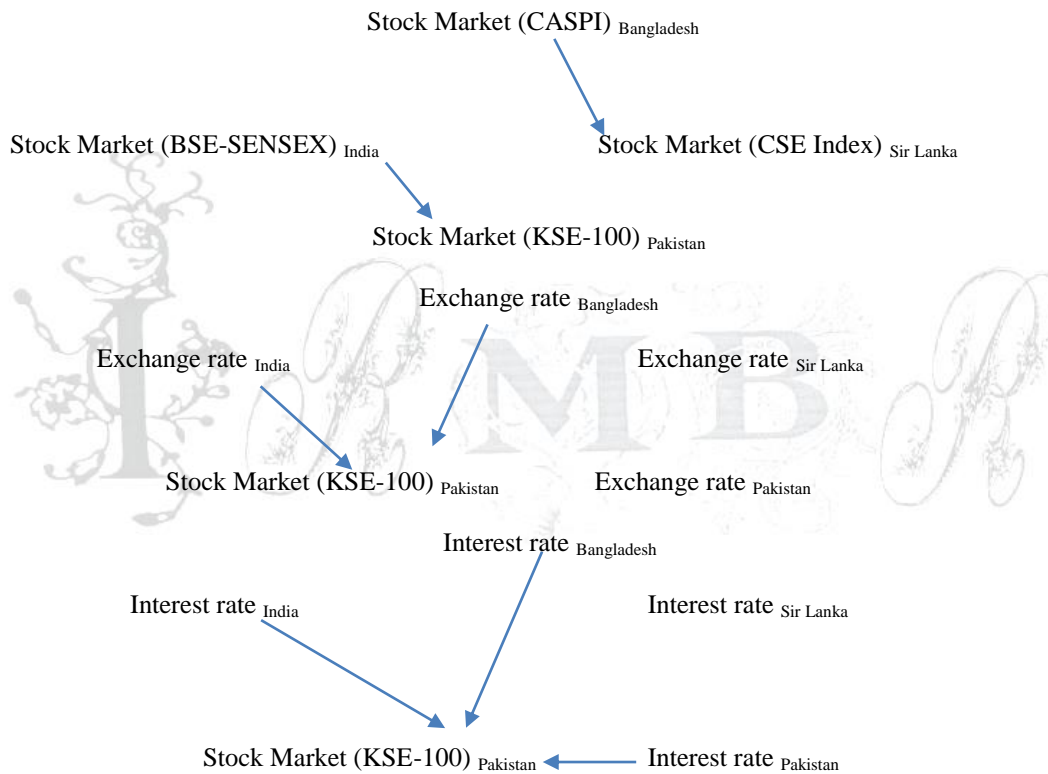 Stock Market (CASPI) Bangladesh
Stock Market (BSE-SENSEX) India Stock Market (CSE Index) Sir Lanka
Stock Market (KSE-100) Pakistan
Exchange rate Bangladesh
Exchange rate India Exchange rate Sir Lanka
Stock Market (KSE-100) Pakistan Exchange rate Pakistan
Interest rate Bangladesh
Interest rate India Interest rate Sir Lanka
Stock Market (KSE-100) Pakistan Interest rate Pakistan
I R M B R